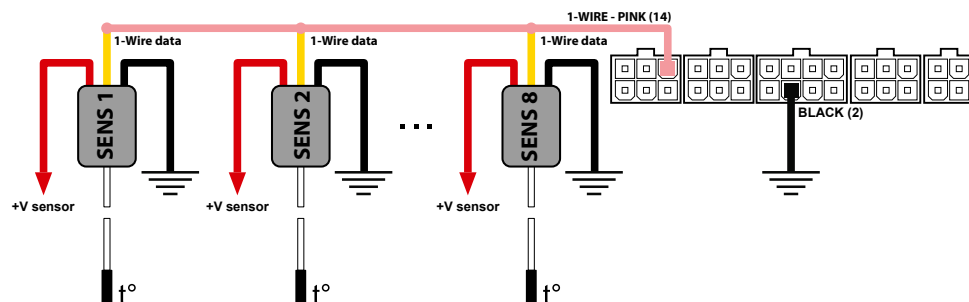 1-WIRE - PINK (14)
1-Wire data
1-Wire data
1-Wire data
SENS 1
SENS 2
...
SENS 8
BLACK (2)
+V sensor
+V sensor
+V sensor
t°
t°
t°